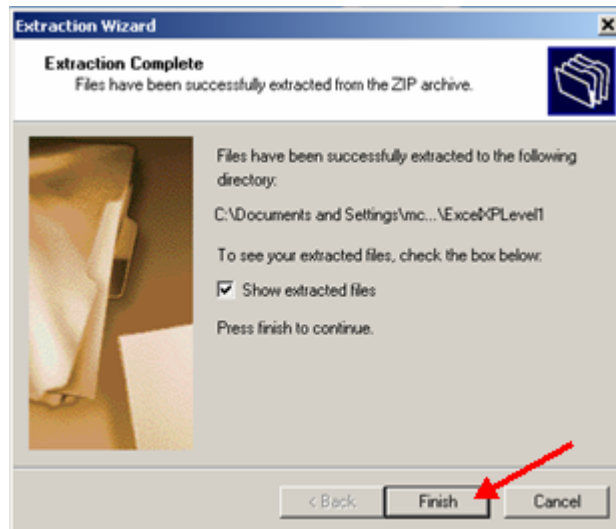 Extraction Wizard
Extraction Complete
Files have been successfully extracted from the ZIP archive.
Files have been successfully extracted to the following
directory:
C:\Documents and Settings\mc...\ExcelXPLevel1
To see your extracted files, check the box below:
Show extracted files
Press finish to continue.
< Back
Finish
Cancel